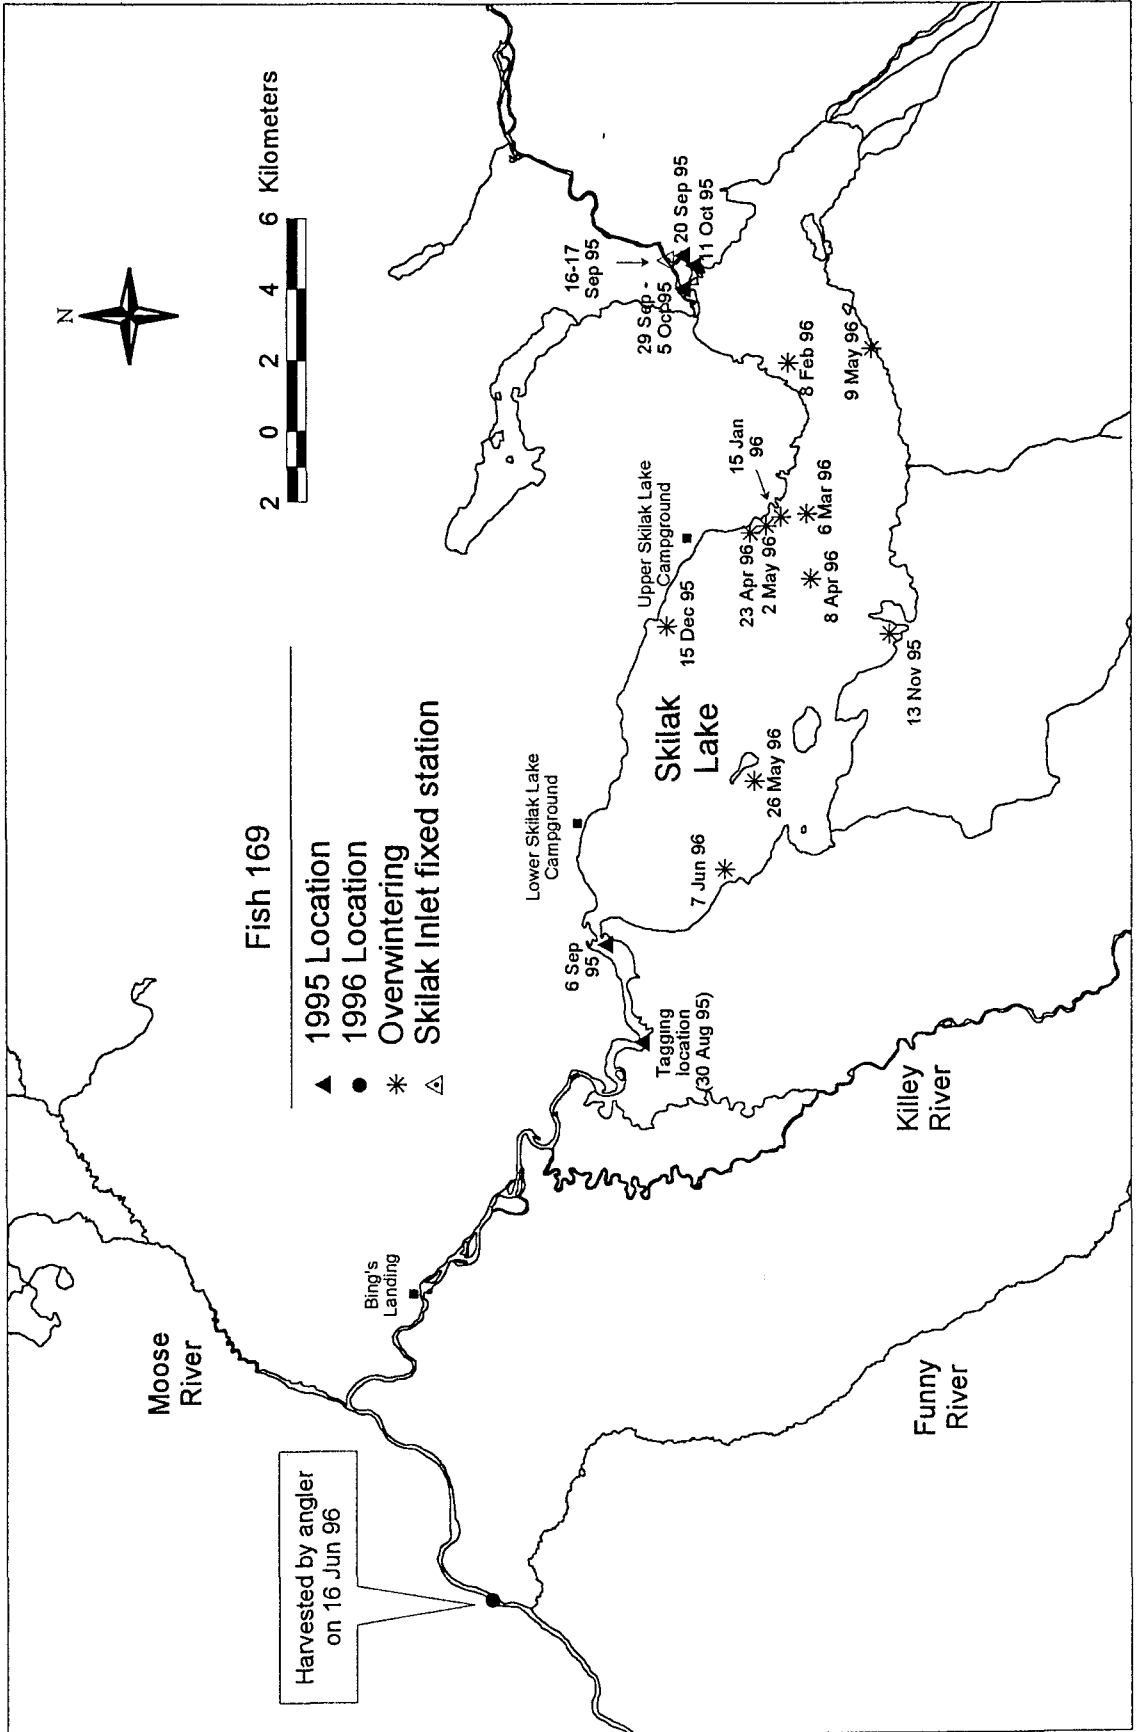 Fish 169
1995 Location
1996 Location
Overwintering
Skilak Inlet fixed station
N
2 0 2 4 6 Kilometers
Harvested by angler
on 16 Jun 96
Moose
River
Bing's
Landing
Funny
River
Killey
River
Tagging
location
(30 Aug 95)
6 Sep
95
Lower Skilak Lake
Campground
Upper Skilak Lake
Campground
Skilak
Lake
7 Jun 96
26 May 96
13 Nov 95
15 Dec 95
23 Apr 96
2 May 96
8 Apr 96
6 Mar 96
15 Jan
96
8 Feb 96
9 May 96
16-17
Sep 95
29 Sep -
5 Oct 95
20 Sep 95
11 Oct 95